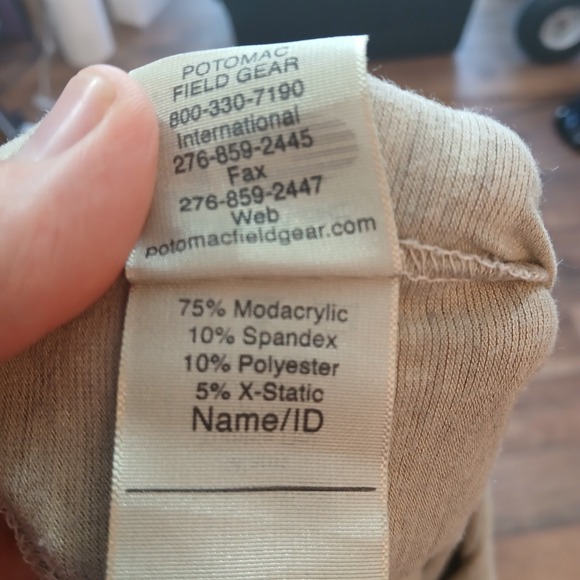 POTOMAC
FIELD GEAR
800-330-7190
International
276-859-2445
Fax
276-859-2447
Web
potomacfieldgear.com
75% Modacrylic
10% Spandex
10% Polyester
5% X-Static
Name/ID